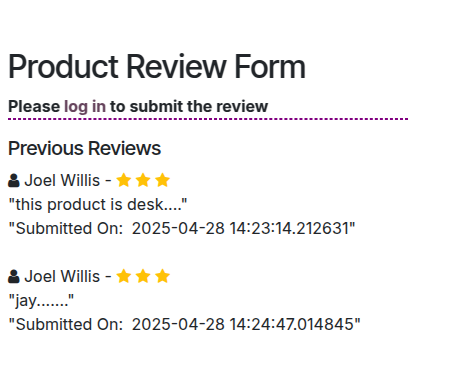 Product Review Form
Please log in to submit the review
Previous Reviews
Joel Willis -
"this product is desk...."
"Submitted On: 2025-04-28 14:23:14.212631"
Joel Willis -
"jay......."
"Submitted On: 2025-04-28 14:24:47.014845"